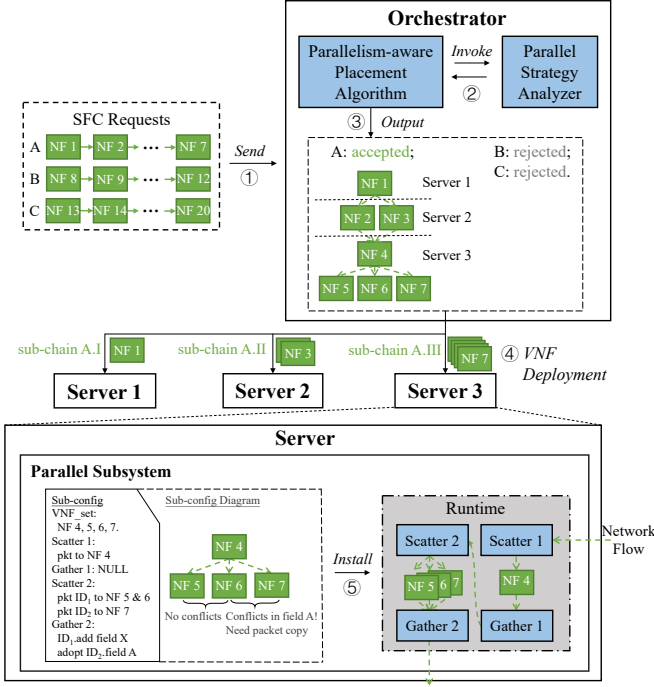 Orchestrator
Parallelism-aware
Placement
Algorithm
Invoke
②
Parallel
Strategy
Analyzer
③
Output
SFC Requests
A NF 1 NF 2 ••• NF 7
B NF 8 NF 9 ••• NF 12
C NF 13 NF 14 ••• NF 20
Send
①
A: accepted;
B: rejected;
C: rejected.
NF 1
Server 1
NF 2 NF 3
Server 2
NF 4
Server 3
NF 5 NF 6 NF 7
sub-chain A.I NF 1
sub-chain A.II NF 3
sub-chain A.III NF 7
④ VNF
Deployment
Server 1
Server 2
Server 3
Server
Parallel Subsystem
Sub-config
VNF_set:
NF 4, 5, 6, 7.
Scatter 1:
pkt to NF 4
Gather 1: NULL
Scatter 2:
pkt ID1 to NF 5 & 6
pkt ID2 to NF 7
Gather 2:
ID1.add field X
adopt ID2.field A
Sub-config Diagram
NF 4
NF 5 NF 6 NF 7
No conflicts
Conflicts in field A!
Need packet copy
Install
⑤
Runtime
Scatter 2
Scatter 1
NF 5 6 7
NF 4
Gather 2
Gather 1
Network
Flow